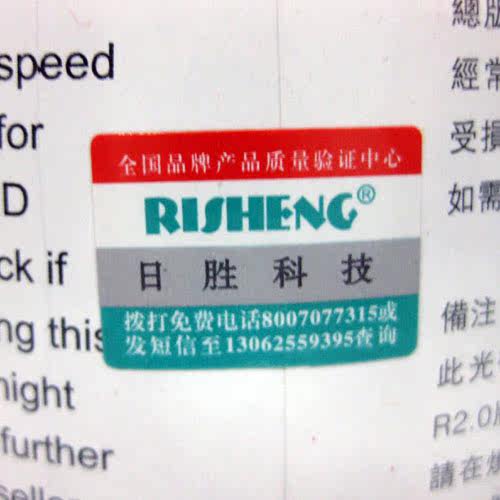 speed
for
D
ck if
ng this
night
further
全国品牌产品质量验证中心
RISHENG®
日胜科技
拨打免费电话8007077315或
发短信至13062559395查询
總版
經常
受損
如需
備注
此光
R2.0
請在